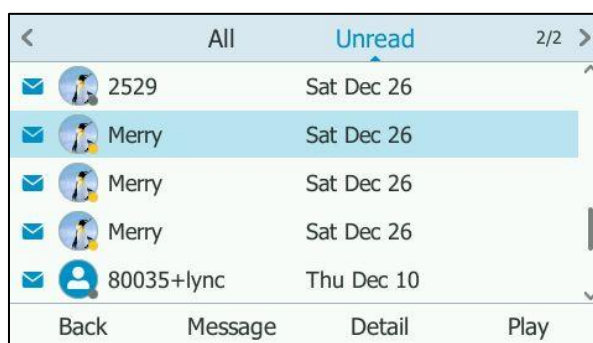 All Unread 2/2
2529 Sat Dec 26
Merry Sat Dec 26
Merry Sat Dec 26
Merry Sat Dec 26
80035+lync Thu Dec 10
Back Message Detail Play